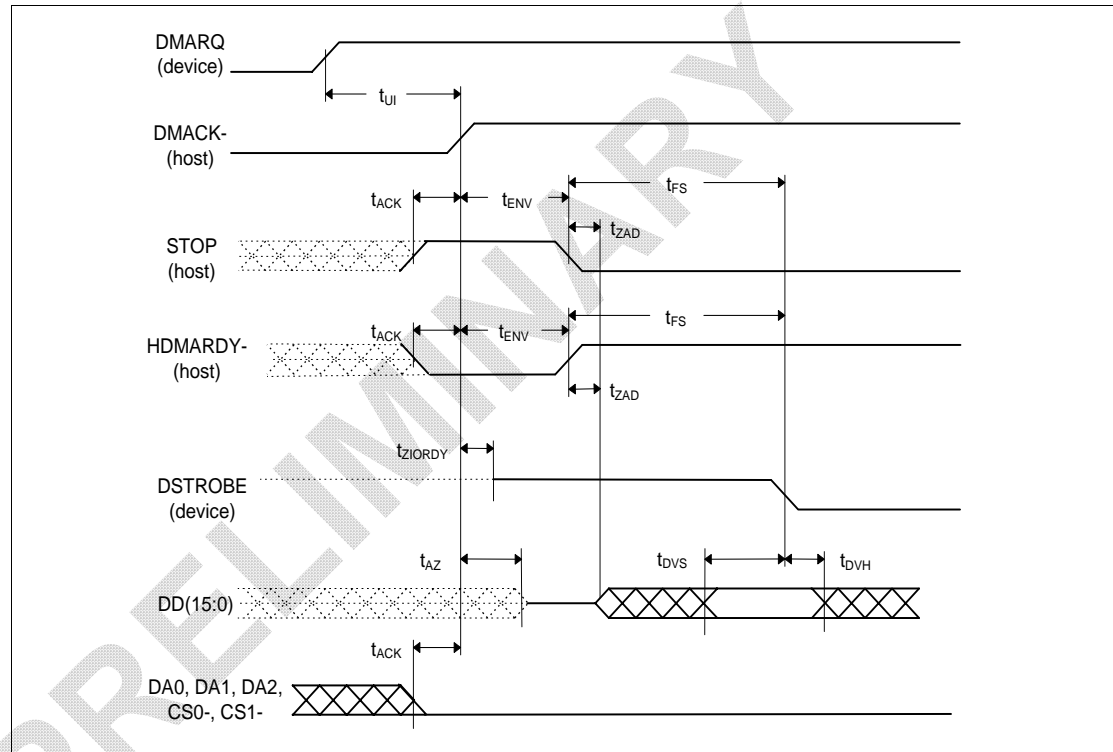 DMARQ
(device)
tUI
DMACK-
(host)
tACK
tENV
tFS
tZAD
STOP
(host)
tACK
tENV
tFS
HDMARDY-
(host)
tZAD
tZIORDY
DSTROBE
(device)
tAZ
tDVS
tDVH
DD(15:0)
tACK
DA0, DA1, DA2,
CS0-, CS1-
PRELIMINARY